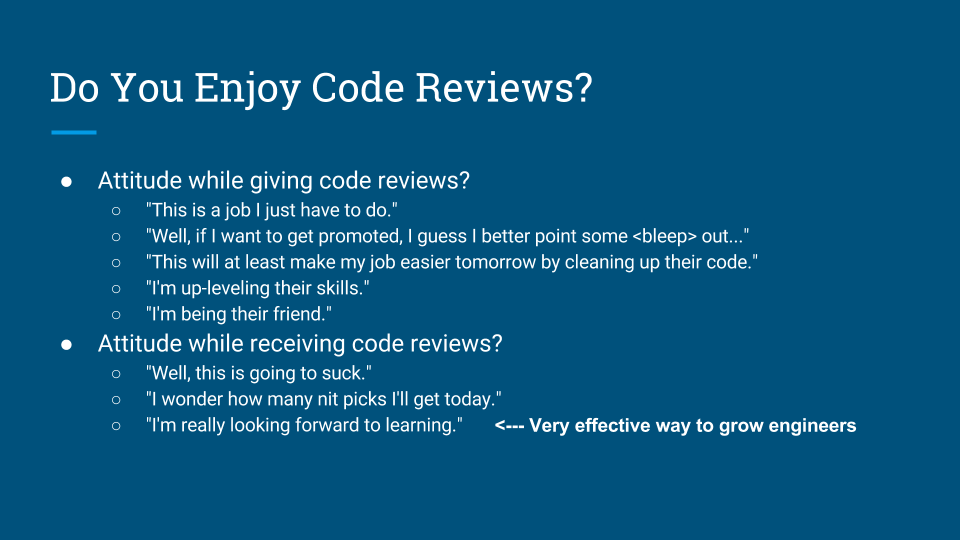 Do You Enjoy Code Reviews?
● Attitude while giving code reviews?
○ "This is a job I just have to do."
○ "Well, if I want to get promoted, I guess I better point some <bleep> out..."
○ "This will at least make my job easier tomorrow by cleaning up their code."
○ "I'm up-leveling their skills."
○ "I'm being their friend."
● Attitude while receiving code reviews?
○ "Well, this is going to suck."
○ "I wonder how many nit picks I'll get today."
○ "I'm really looking forward to learning." <--- Very effective way to grow engineers